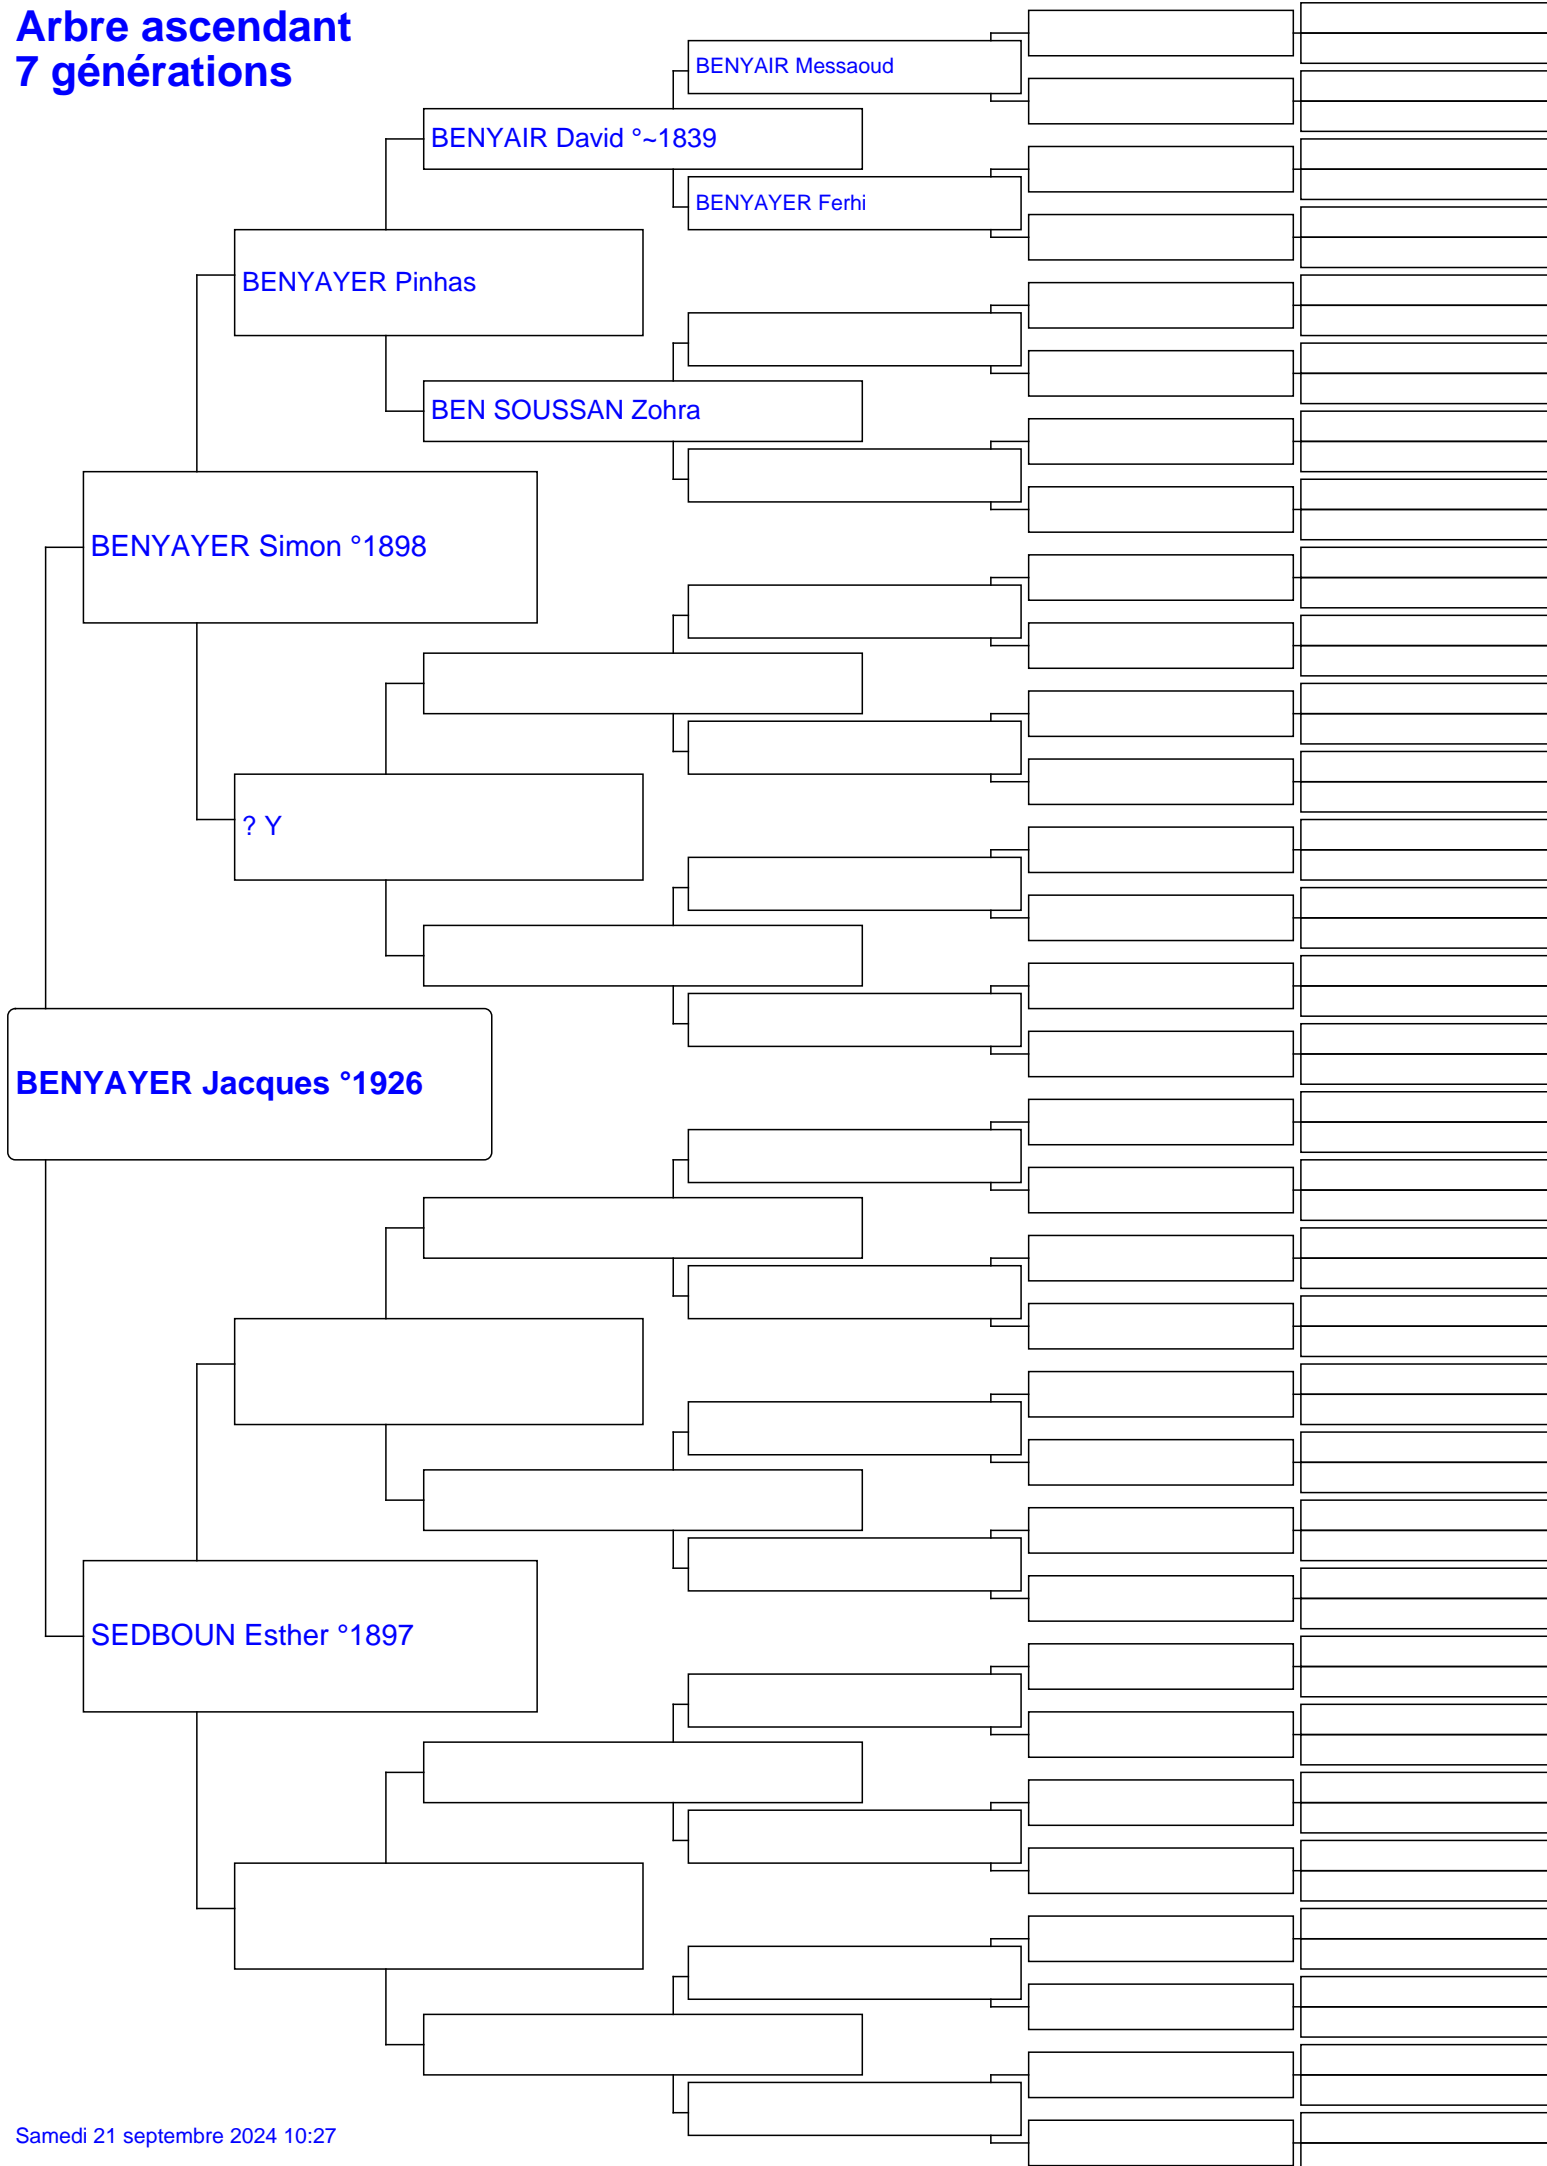 Arbre ascendant
7 générations
BENYAIR Messaoud
BENYAIR David °~1839
BENYAYER Ferhi
BENYAYER Pinhas
BEN SOUSSAN Zohra
BENYAYER Simon °1898
? Y
BENYAYER Jacques °1926
SEDBOUN Esther °1897
Samedi 21 septembre 2024 10:27